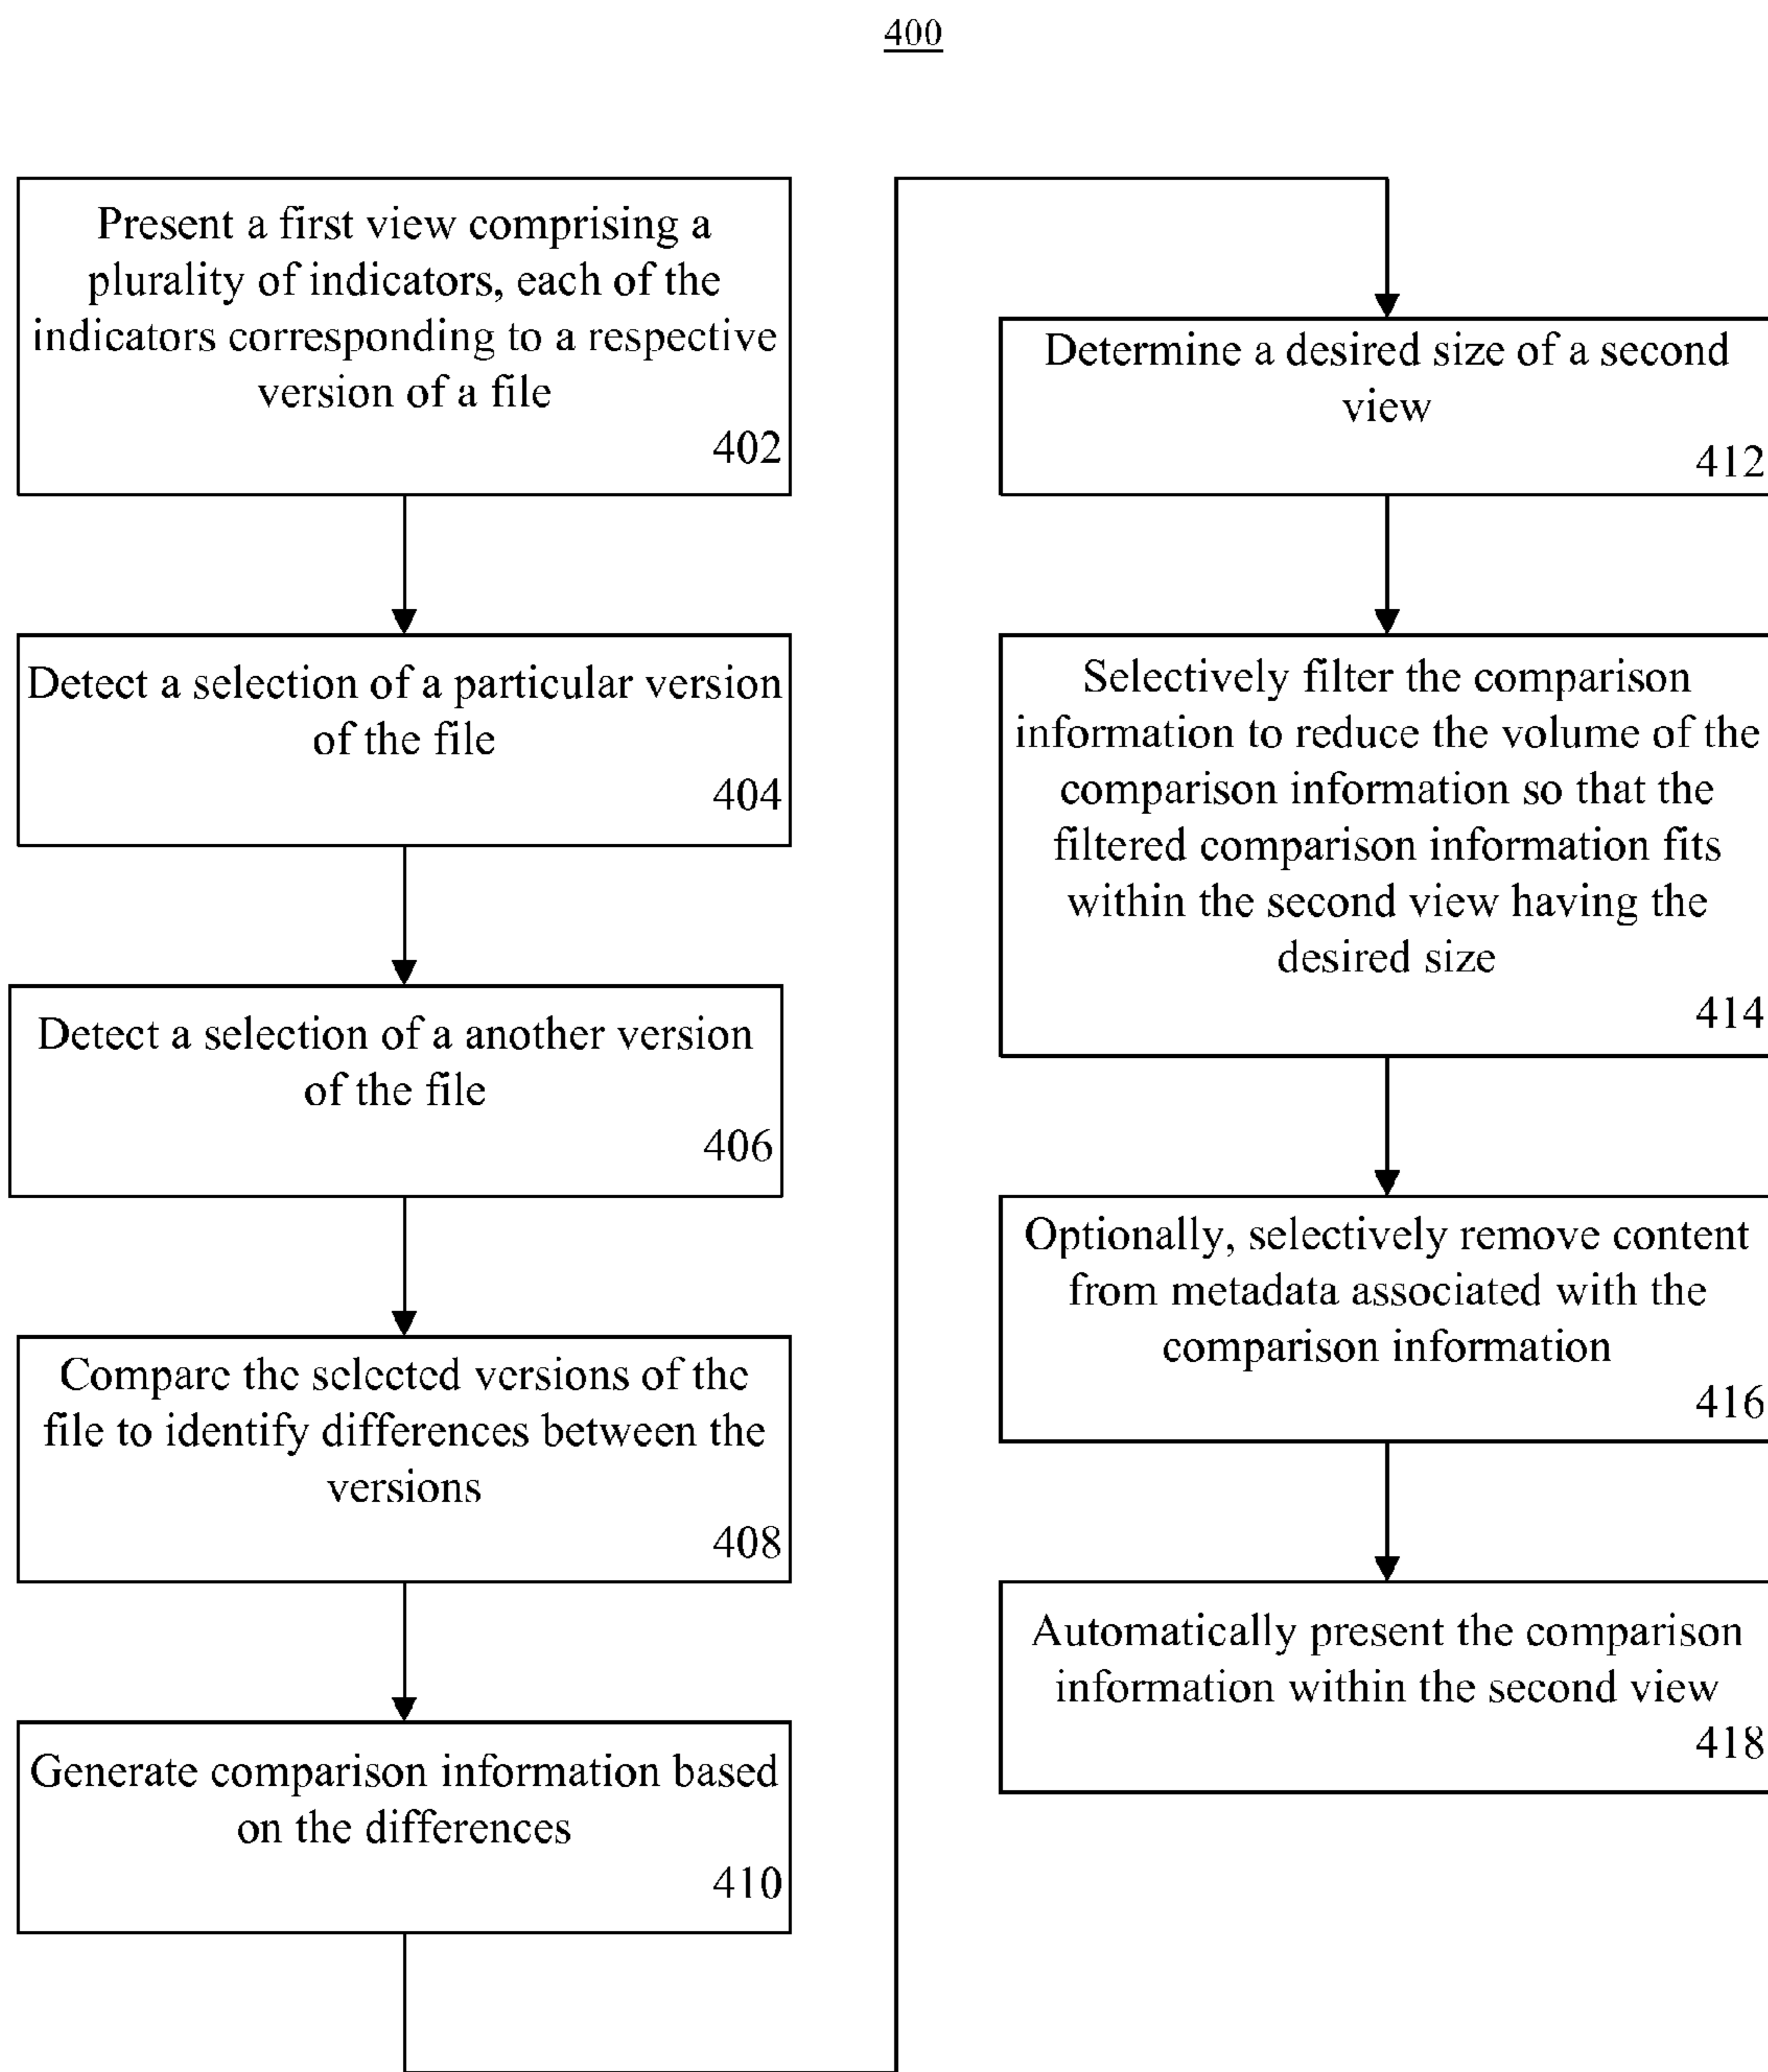 400
Present a first view comprising a
plurality of indicators, each of the
indicators corresponding to a respective
version of a file
402
Detect a selection of a particular version
of the file
404
Detect a selection of a another version
of the file
406
Compare the selected versions of the
file to identify differences between the
versions
408
Generate comparison information based
on the differences
410
Determine a desired size of a second
view
412
Selectively filter the comparison
information to reduce the volume of the
comparison information so that the
filtered comparison information fits
within the second view having the
desired size
414
Optionally, selectively remove content
from metadata associated with the
comparison information
416
Automatically present the comparison
information within the second view
418